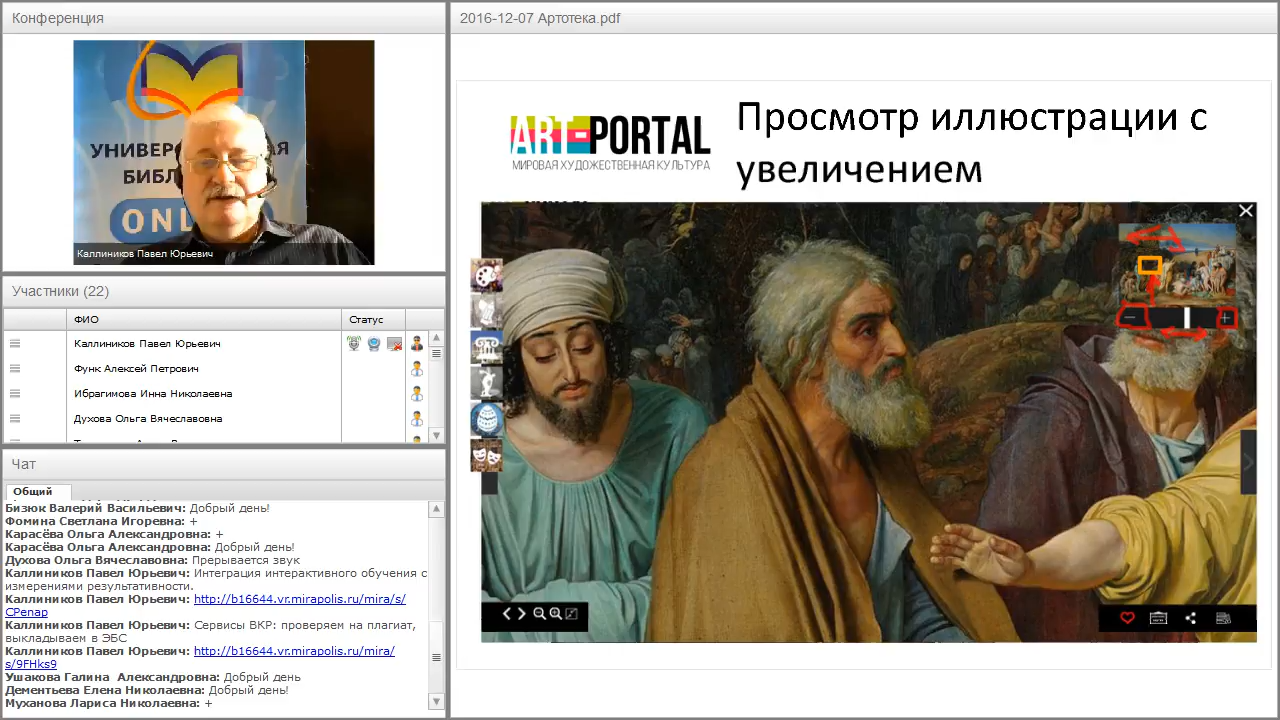 Конференция
УНИВЕРСИ
АЯ
БИБЛ
ONL
Каллиников Павел Юрьевич
Участники (22)
ФИО
Статус
Каллиников Павел Юрьевич
Функ Алексей Петрович
Ибрагимова Инна Николаевна
Духова Ольга Вячеславовна
Чат
Общий
Бизюк Валерий Васильевич: Добрый день!
Фомина Светлана Игоревна: +
Карасёва Ольга Александровна: +
Карасёва Ольга Александровна: Добрый день!
Духова Ольга Вячеславовна: Прерывается звук
Каллиников Павел Юрьевич: Интеграция интерактивного обучения с
измерениями результативности.
Каллиников Павел Юрьевич: http://b16644.vr.mirapolis.ru/mira/s/
CPenap
Каллиников Павел Юрьевич: Сервисы ВКР: проверяем на плагиат,
выкладываем в ЭБС
Каллиников Павел Юрьевич: http://b16644.vr.mirapolis.ru/mira/
s/9FHks9
Ушакова Галина Александровна: Добрый день
Дементьева Елена Николаевна: Добрый день!
Муханова Лариса Николаевна: +
2016-12-07 Артотека.pdf
ART-PORTAL
МИРОВАЯ ХУДОЖЕСТВЕННАЯ КУЛЬТУРА
Просмотр иллюстрации с
увеличением